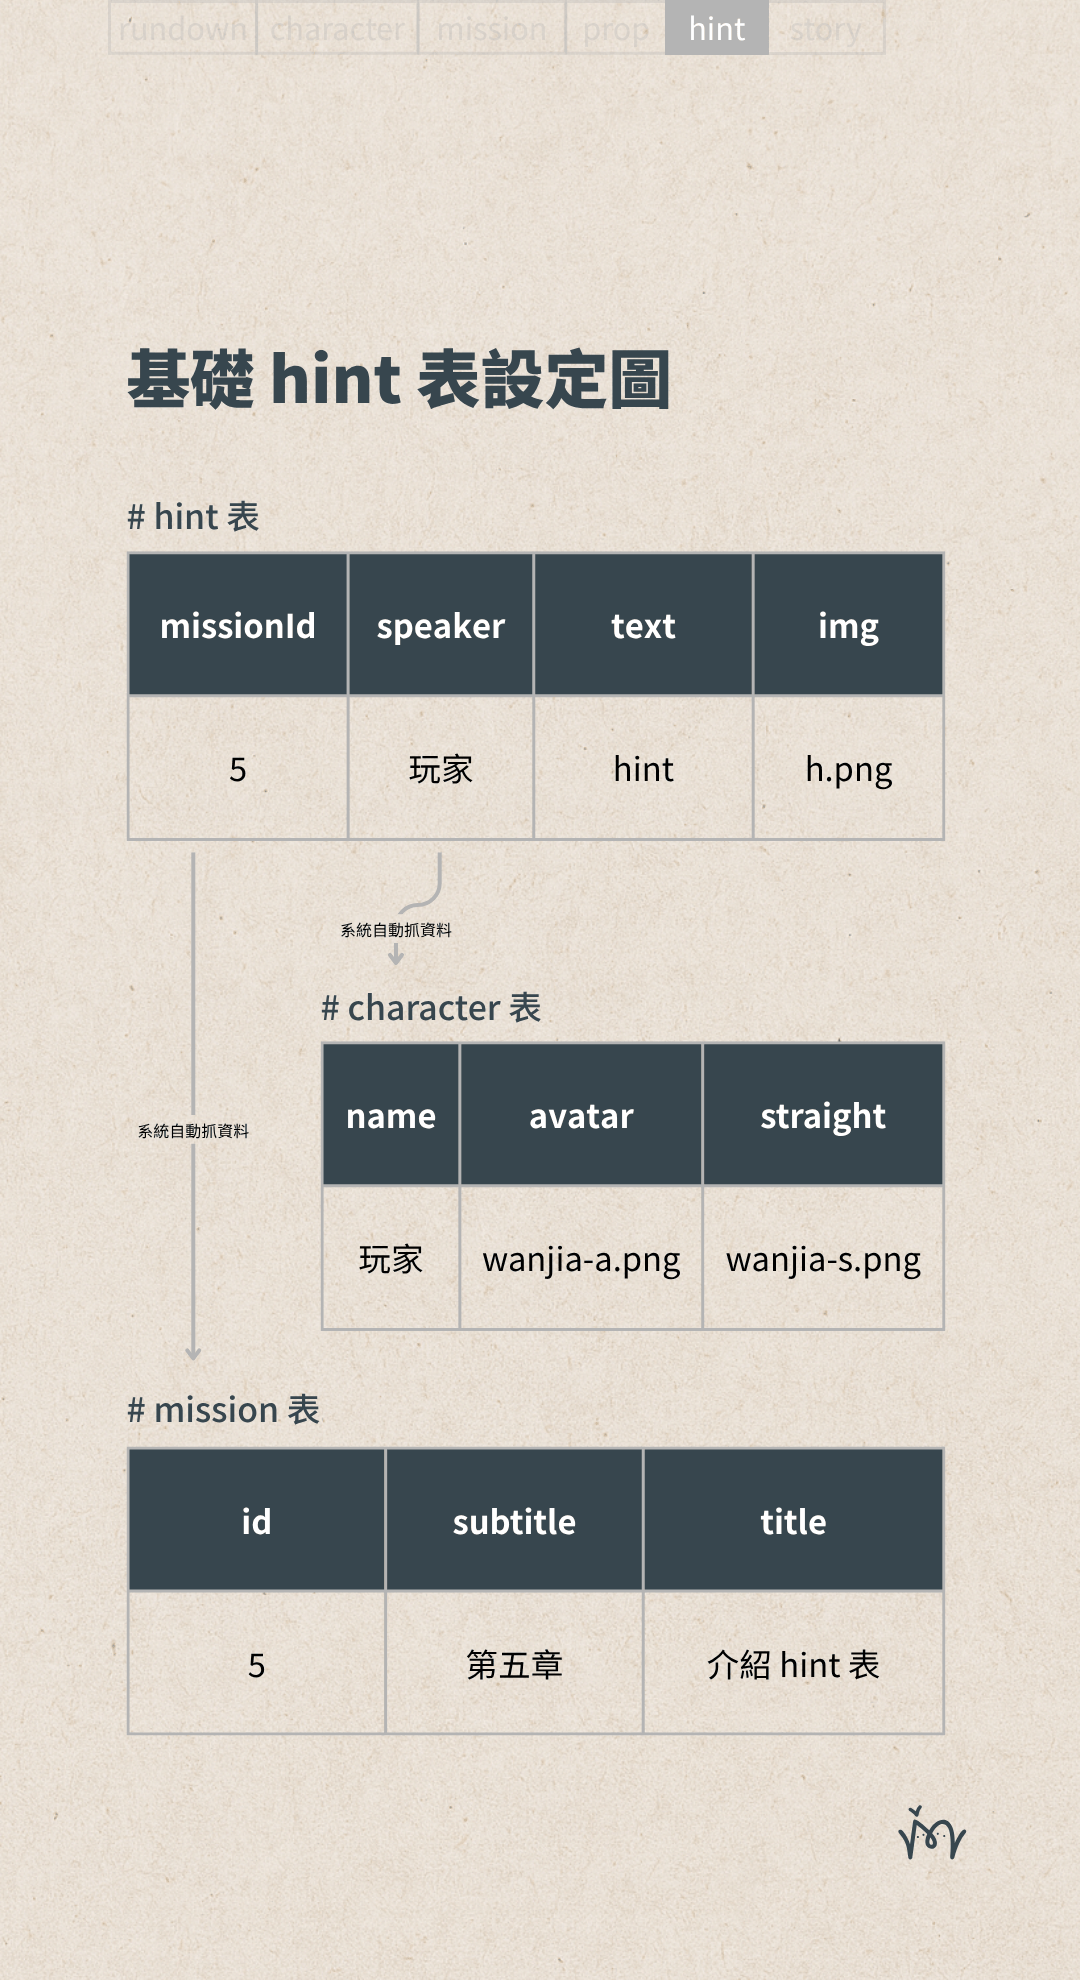 rundown character mission prop hint story
基礎 hint 表設定圖
# hint 表
missionId speaker text img
5 玩家 hint h.png
系統自動抓資料
# character 表
name avatar straight
系統自動抓資料
玩家 wanjia-a.png wanjia-s.png
# mission 表
id subtitle title
5 第五章 介紹 hint 表